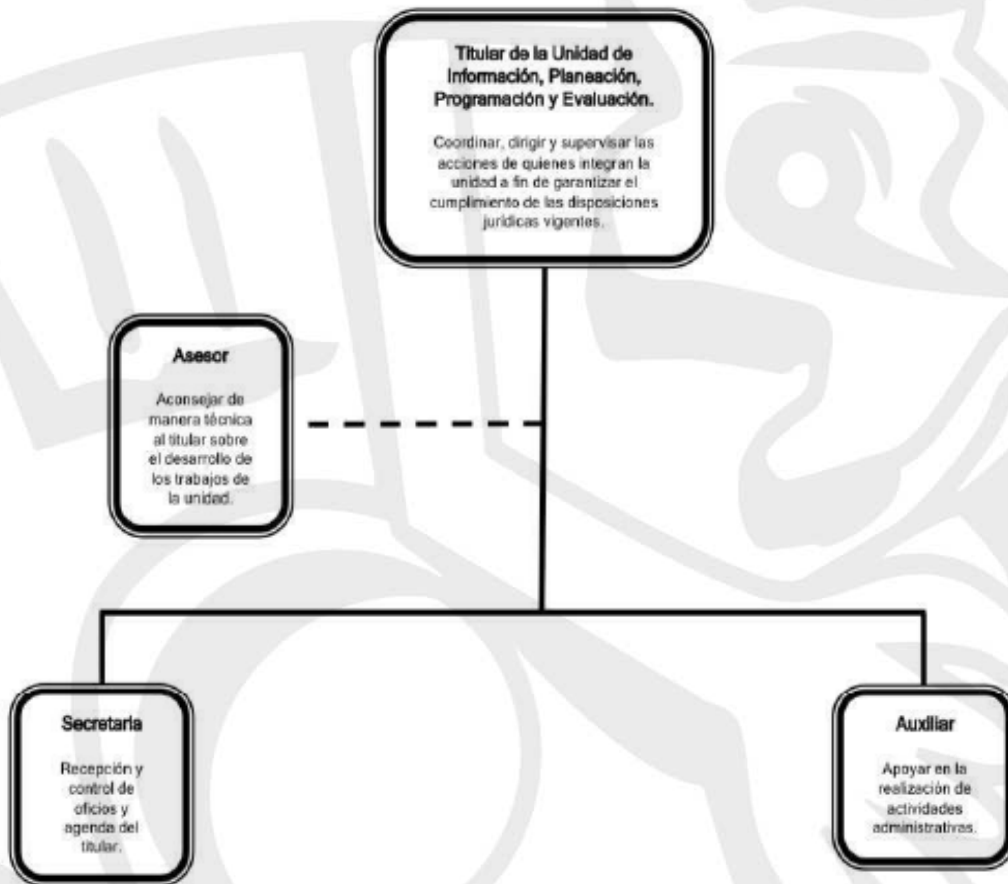 Titular de la Unidad de
Información, Planeación,
Programación y Evaluación.
Coordinar, dirigir y supervisar las
acciones de quienes integran la
unidad a fin de garantizar el
cumplimiento de las disposiciones
jurídicas vigentes.
Asesor
Aconsejar de
manera técnica
al titular sobre
el desarrollo de
los trabajos de
la unidad.
Secretaria
Recepción y
control de
oficios y
agenda del
titular.
Auxiliar
Apoyar en la
realización de
actividades
administrativas.